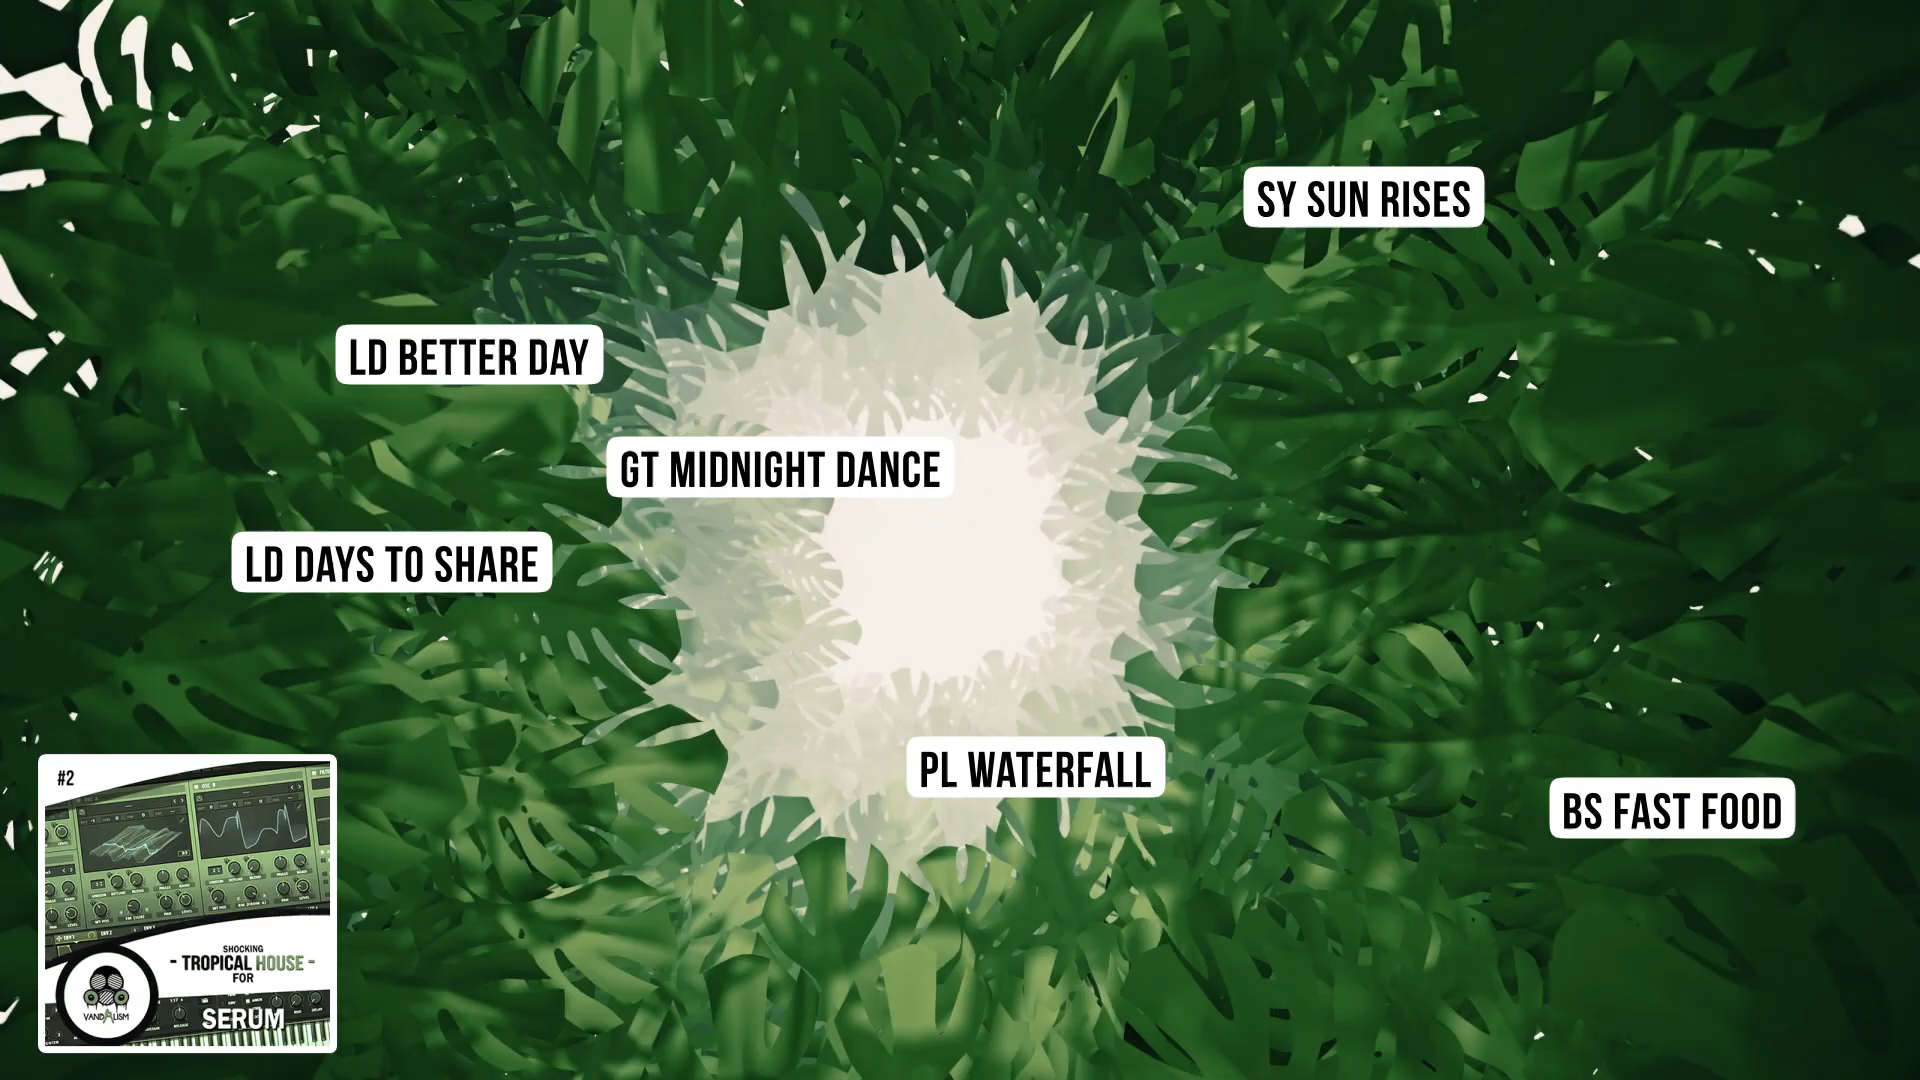 SY SUN RISES
LD BETTER DAY
GT MIDNIGHT DANCE
LD DAYS TO SHARE
PL WATERFALL
BS FAST FOOD
#2
SHOCKING
- TROPICAL HOUSE -
FOR
SERUM
VANDALISM